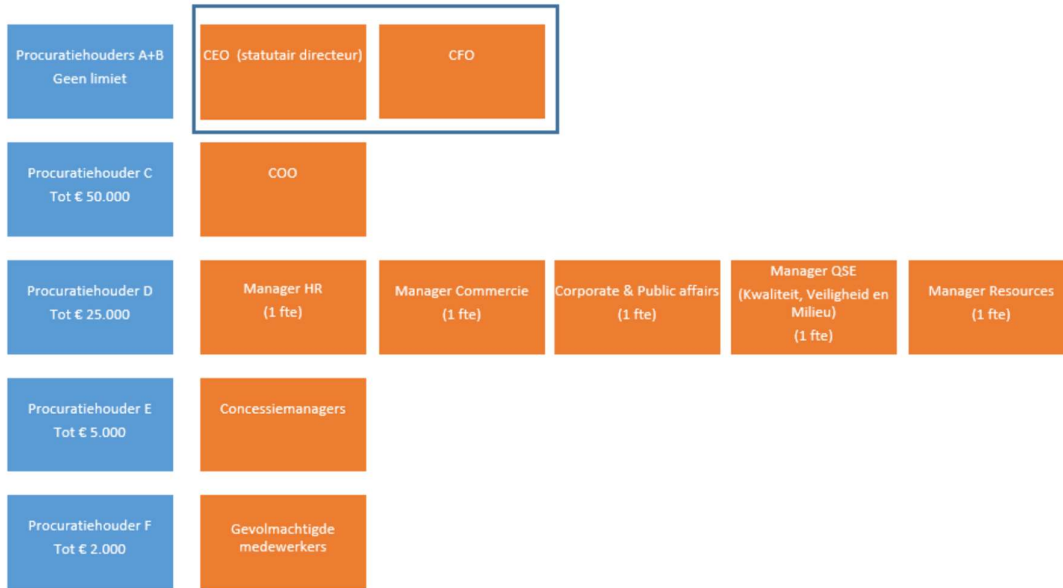 Procuratiehouders A+B
Geen limiet
CEO (statutair directeur)
CFO
Procuratiehouder C
Tot € 50.000
COO
Procuratiehouder D
Tot € 25.000
Manager HR
(1 fte)
Manager Commercie
(1 fte)
Corporate & Public affairs
(1 fte)
Manager QSE
(Kwaliteit, Veiligheid en
Milieu)
(1 fte)
Manager Resources
(1 fte)
Procuratiehouder E
Tot € 5.000
Concessiemanagers
Procuratiehouder F
Tot € 2.000
Gevolmachtigde
medewerkers